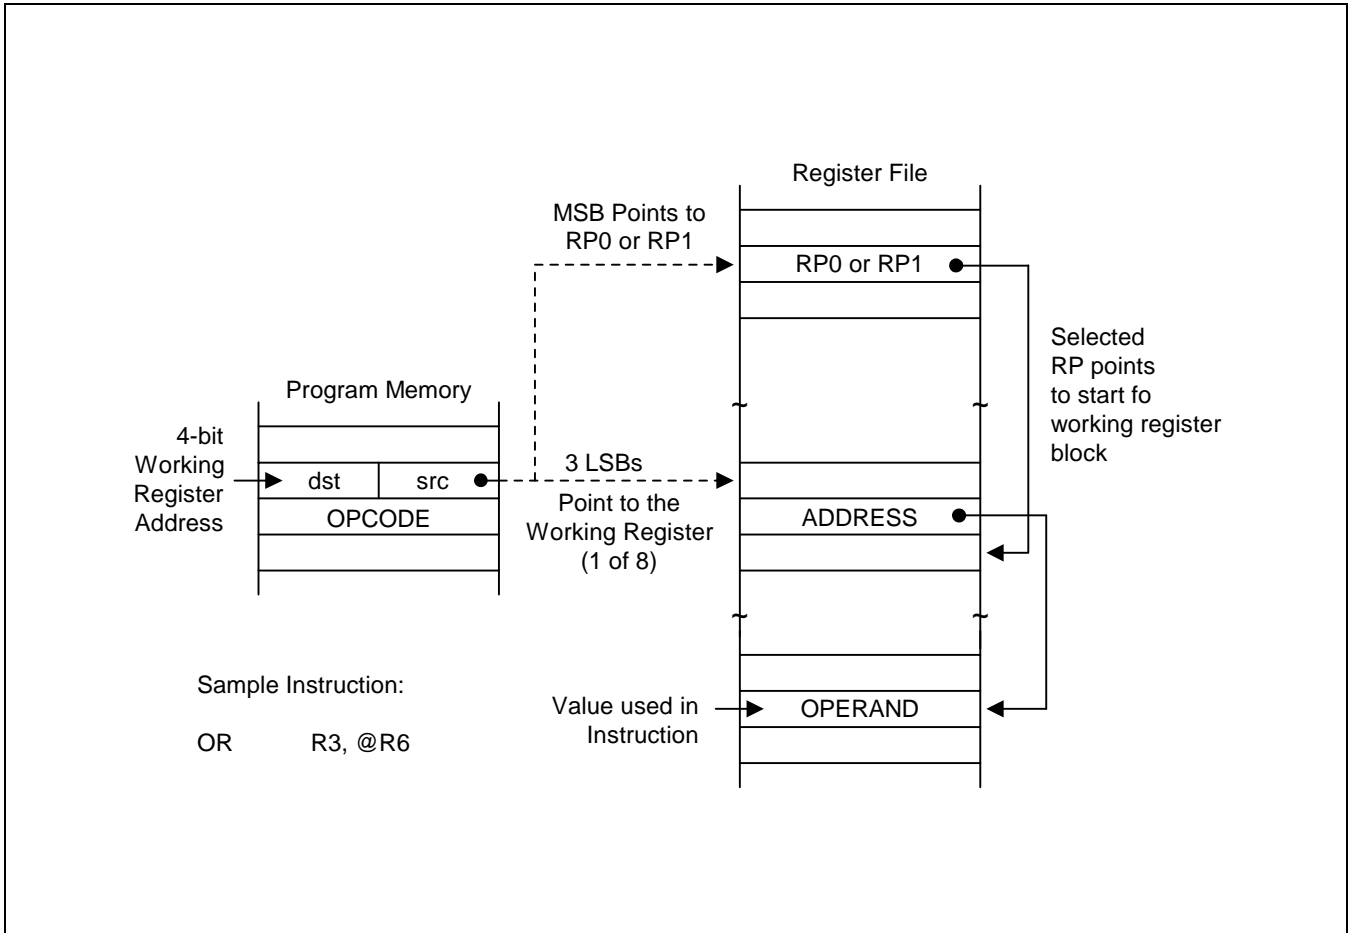 Register File
MSB Points to
RP0 or RP1
RP0 or RP1
Selected
RP points
to start fo
working register
block
Program Memory
4-bit
Working
Register
Address
dst
src
OPCODE
3 LSBs
Point to the
Working Register
(1 of 8)
ADDRESS
~
~
~
~
Sample Instruction:
OR R3, @R6
Value used in
Instruction
OPERAND